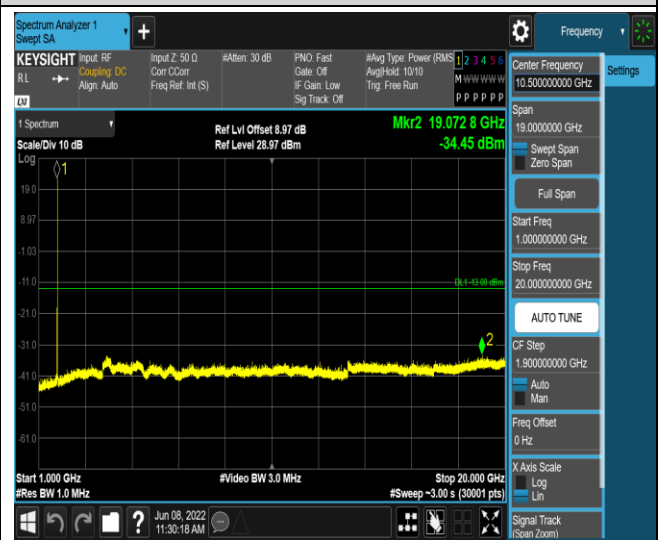 Spectrum Analyzer 1
Swept SA
Frequency
KEYSIGHT
RL
LXI
Input: RF
Coupling: DC
Align: Auto
Input Z: 50 Ω
Corr CCorr
Freq Ref: Int (S)
#Atten: 30 dB
PNO: Fast
Gate: Off
IF Gain: Low
Sig Track: Off
#Avg Type: Power (RMS
Avg|Hold: 10/10
Trig: Free Run
1 2 3 4 5 6
M W W W W W
P P P P P P
1 Spectrum
Scale/Div 10 dB
Log
Ref Lvl Offset 8.97 dB
Ref Level 28.97 dBm
Mkr2 19.072 8 GHz
-34.45 dBm
1
19.0
8.97
-1.03
-11.0
DL1 -13.00 dBm
-21.0
-31.0
2
-41.0
-51.0
-61.0
Start 1.000 GHz
#Res BW 1.0 MHz
#Video BW 3.0 MHz
Stop 20.000 GHz
#Sweep ~3.00 s (30001 pts)
Jun 08, 2022
11:30:18 AM
Center Frequency
10.500000000 GHz
Settings
Span
19.0000000 GHz
Swept Span
Zero Span
Full Span
Start Freq
1.000000000 GHz
Stop Freq
20.000000000 GHz
AUTO TUNE
CF Step
1.900000000 GHz
Auto
Man
Freq Offset
0 Hz
X Axis Scale
Log
Lin
Signal Track
(Span Zoom)